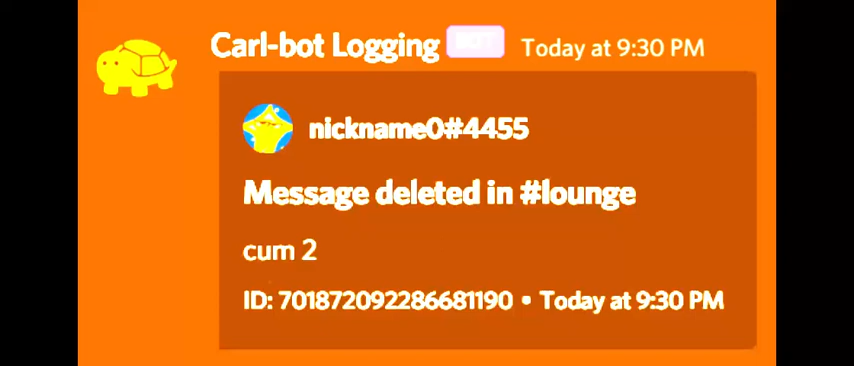 Carl-bot Logging BOT Today at 9:30 PM
nickname0#4455
Message deleted in #lounge
cum 2
ID: 701872092286681190 • Today at 9:30 PM